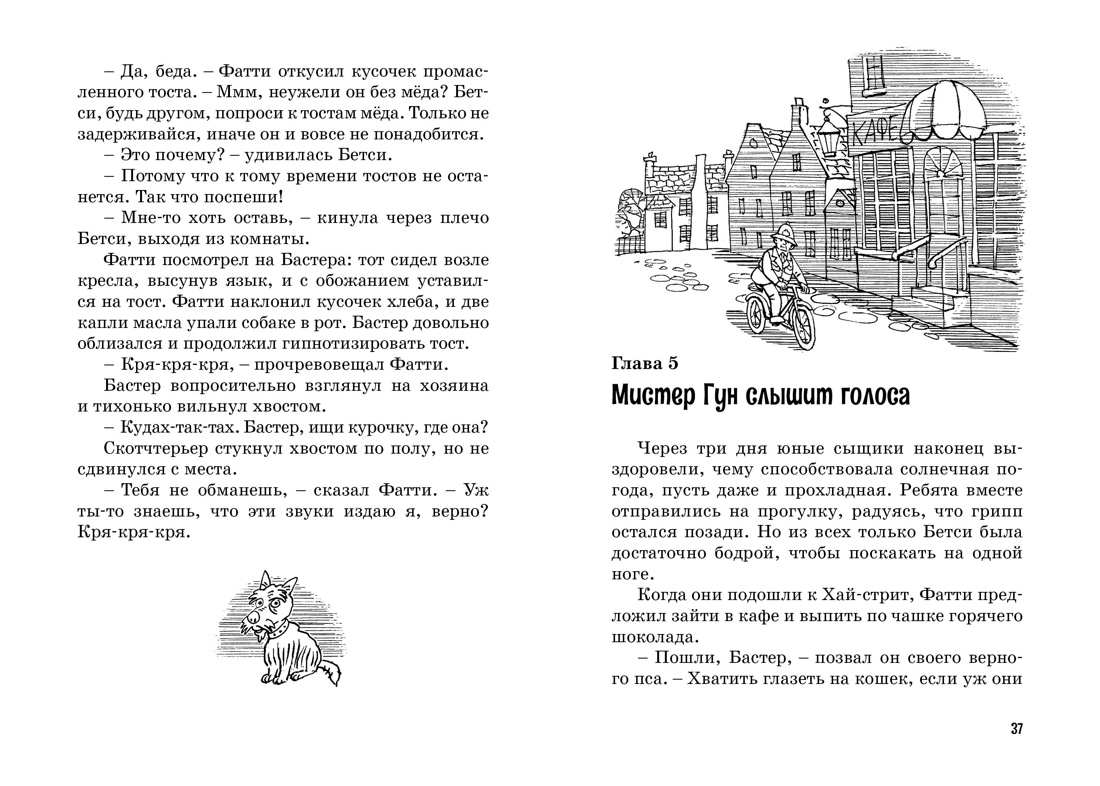 – Да, беда. – Фатти откусил кусочек промас-
ленного тоста. – Ммм, неужели он без мёда? Бет-
си, будь другом, попроси к тостам мёда. Только не
задерживайся, иначе он и вовсе не понадобится.
– Это почему? – удивилась Бетси.
– Потому что к тому времени тостов не оста-
нется. Так что поспеши!
– Мне-то хоть оставь, – кинула через плечо
Бетси, выходя из комнаты.
Фатти посмотрел на Бастера: тот сидел возле
кресла, высунув язык, и с обожанием уставил-
ся на тост. Фатти наклонил кусочек хлеба, и две
капли масла упали собаке в рот. Бастер довольно
облизался и продолжил гипнотизировать тост.
– Кря-кря-кря, – прочревовещал Фатти.
Бастер вопросительно взглянул на хозяина
и тихонько вильнул хвостом.
– Кудах-так-тах. Бастер, ищи курочку, где она?
Скотчтерьер стукнул хвостом по полу, но не
сдвинулся с места.
– Тебя не обманешь, – сказал Фатти. – Уж
ты-то знаешь, что эти звуки издаю я, верно?
Кря-кря-кря.
КАФЕ
Глава 5
Мистер Гун слышит голоса
Через три дня юные сыщики наконец вы-
здоровели, чему способствовала солнечная по-
года, пусть даже и прохладная. Ребята вместе
отправились на прогулку, радуясь, что грипп
остался позади. Но из всех только Бетси была
достаточно бодрой, чтобы поскакать на одной
ноге.
Когда они подошли к Хай-стрит, Фатти пред-
ложил зайти в кафе и выпить по чашке горячего
шоколада.
– Пошли, Бастер, – позвал он своего верно-
го пса. – Хватить глазеть на кошек, если уж они
37